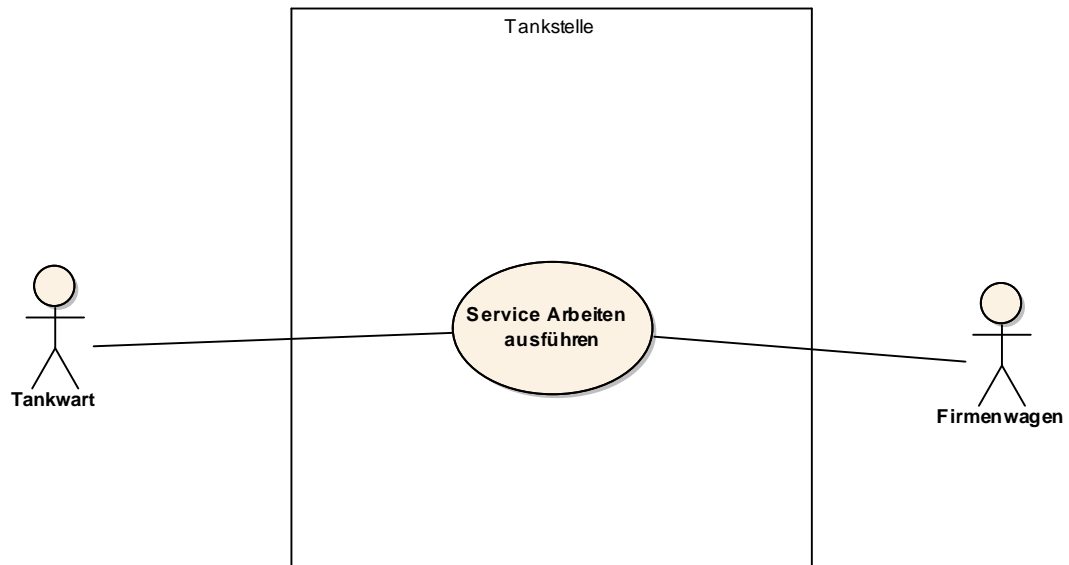 Tankstelle
Service Arbeiten
ausführen
Tankwart
Firmenwagen